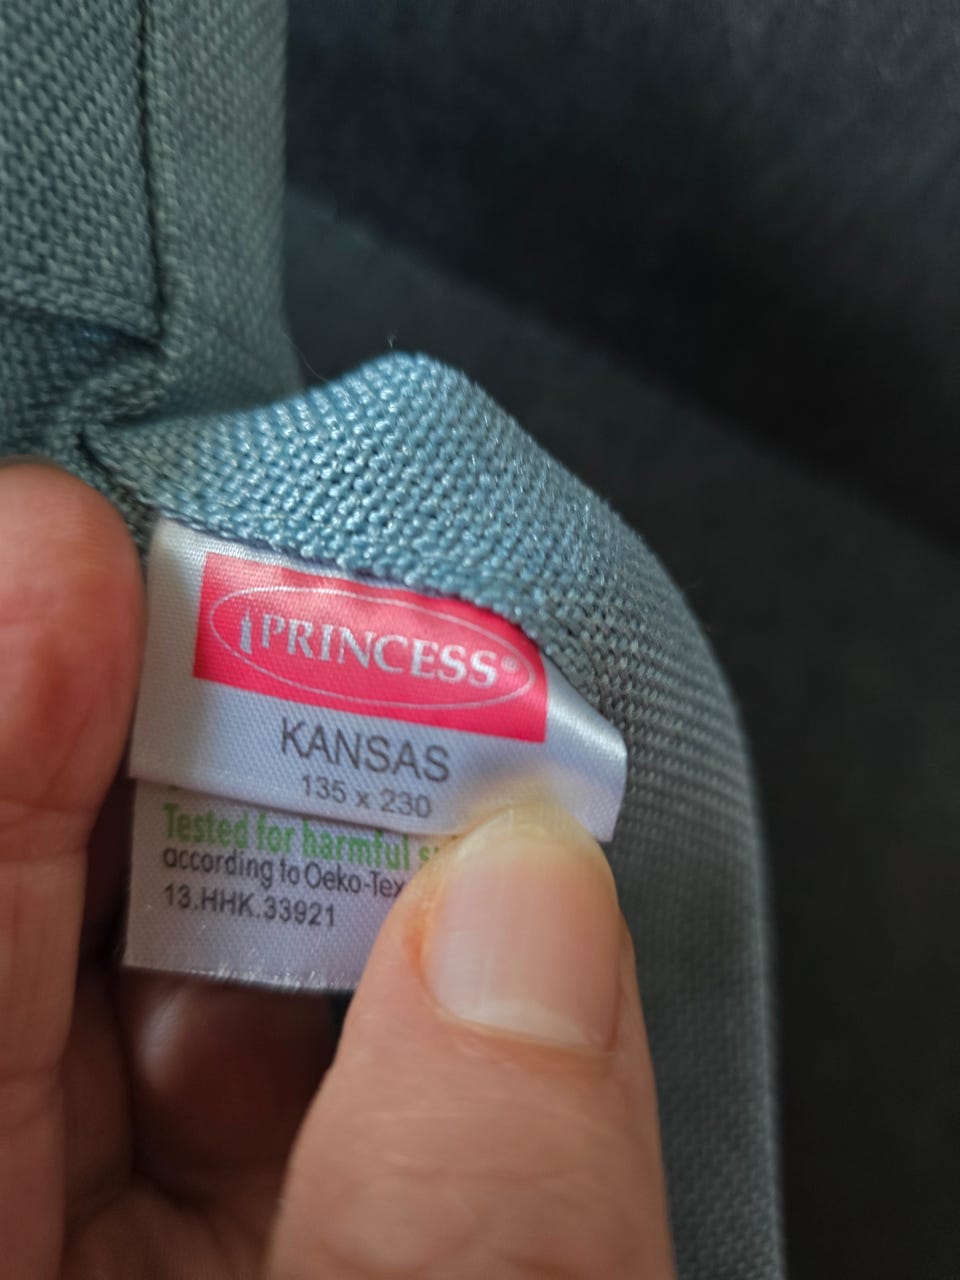 PRINCESS®
KANSAS
135 x 230
Tested for harmful
according to Oeko-Tex
13.HHK.33921